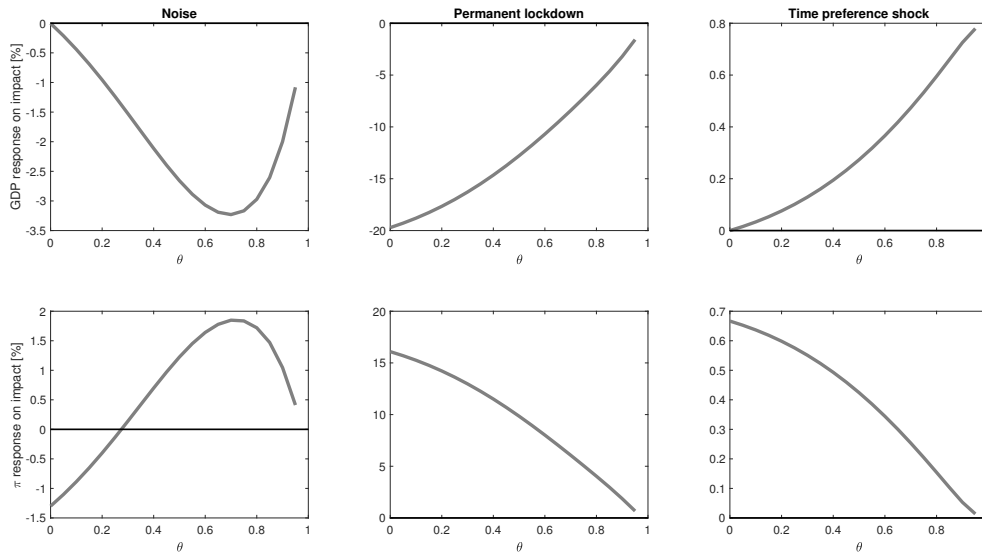 Noise
Permanent lockdown
Time preference shock
GDP response on impact [%]
0
-0.5
-1
-1.5
-2
-2.5
-3
-3.5
0 0.2 0.4 0.6 0.8 1
θ
0
-5
-10
-15
-20
0 0.2 0.4 0.6 0.8 1
θ
0.8
0.6
0.4
0.2
0
0 0.2 0.4 0.6 0.8
θ
π response on impact [%]
2
1.5
1
0.5
0
-0.5
-1
-1.5
0 0.2 0.4 0.6 0.8 1
θ
20
15
10
5
0
0 0.2 0.4 0.6 0.8 1
θ
0.7
0.6
0.5
0.4
0.3
0.2
0.1
0
0 0.2 0.4 0.6 0.8
θ